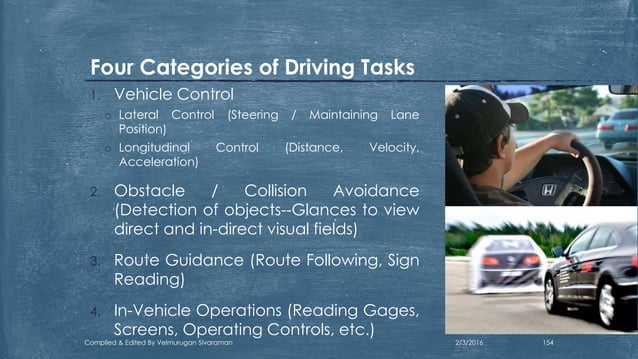 Four Categories of Driving Tasks
1. Vehicle Control
o Lateral Control (Steering / Maintaining Lane
Position)
o Longitudinal Control (Distance, Velocity,
Acceleration)
2. Obstacle / Collision Avoidance
(Detection of objects--Glances to view
direct and in-direct visual fields)
3. Route Guidance (Route Following, Sign
Reading)
4. In-Vehicle Operations (Reading Gages,
Screens, Operating Controls, etc.)
Complied & Edited By Velmurugan Sivaraman 2/3/2016 154